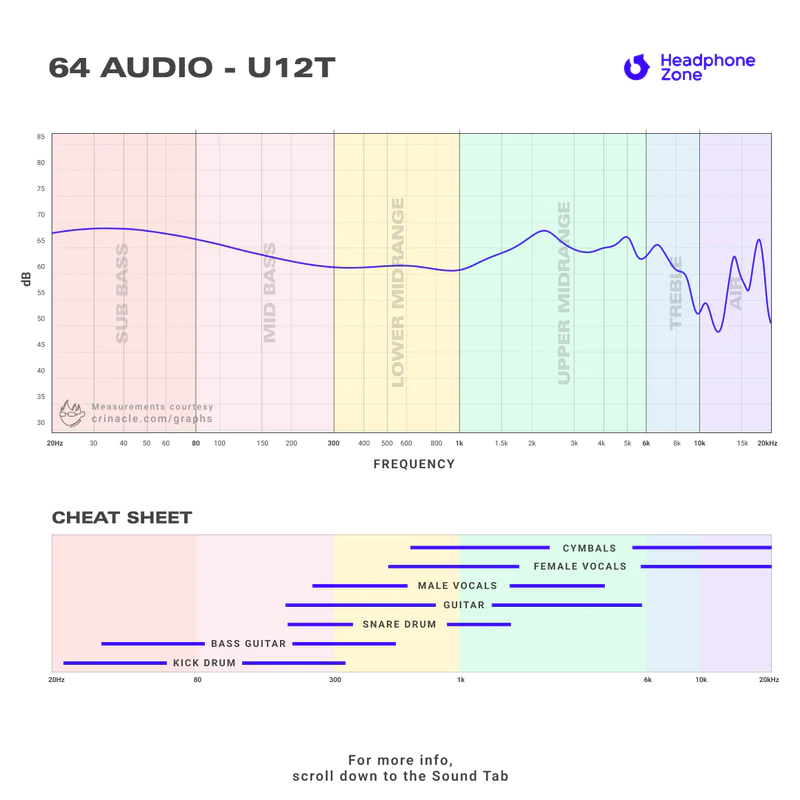 64 AUDIO - U12T
Headphone
Zone
85
80
75
70
65
60
55
50
45
40
35
30
dB
SUB BASS
MID BASS
LOWER MIDRANGE
UPPER MIDRANGE
TREBLE
AIR
Measurements courtesy
crinacle.com/graphs
20Hz 30 40 50 60 80 100 150 200 300 400 500 600 800 1k 1.5k 2k 3k 4k 5k 6k 8k 10k 15k 20kHz
FREQUENCY
CHEAT SHEET
CYMBALS
FEMALE VOCALS
MALE VOCALS
GUITAR
SNARE DRUM
BASS GUITAR
KICK DRUM
20Hz 80 300 1k 6k 10k 20kHz
For more info,
scroll down to the Sound Tab